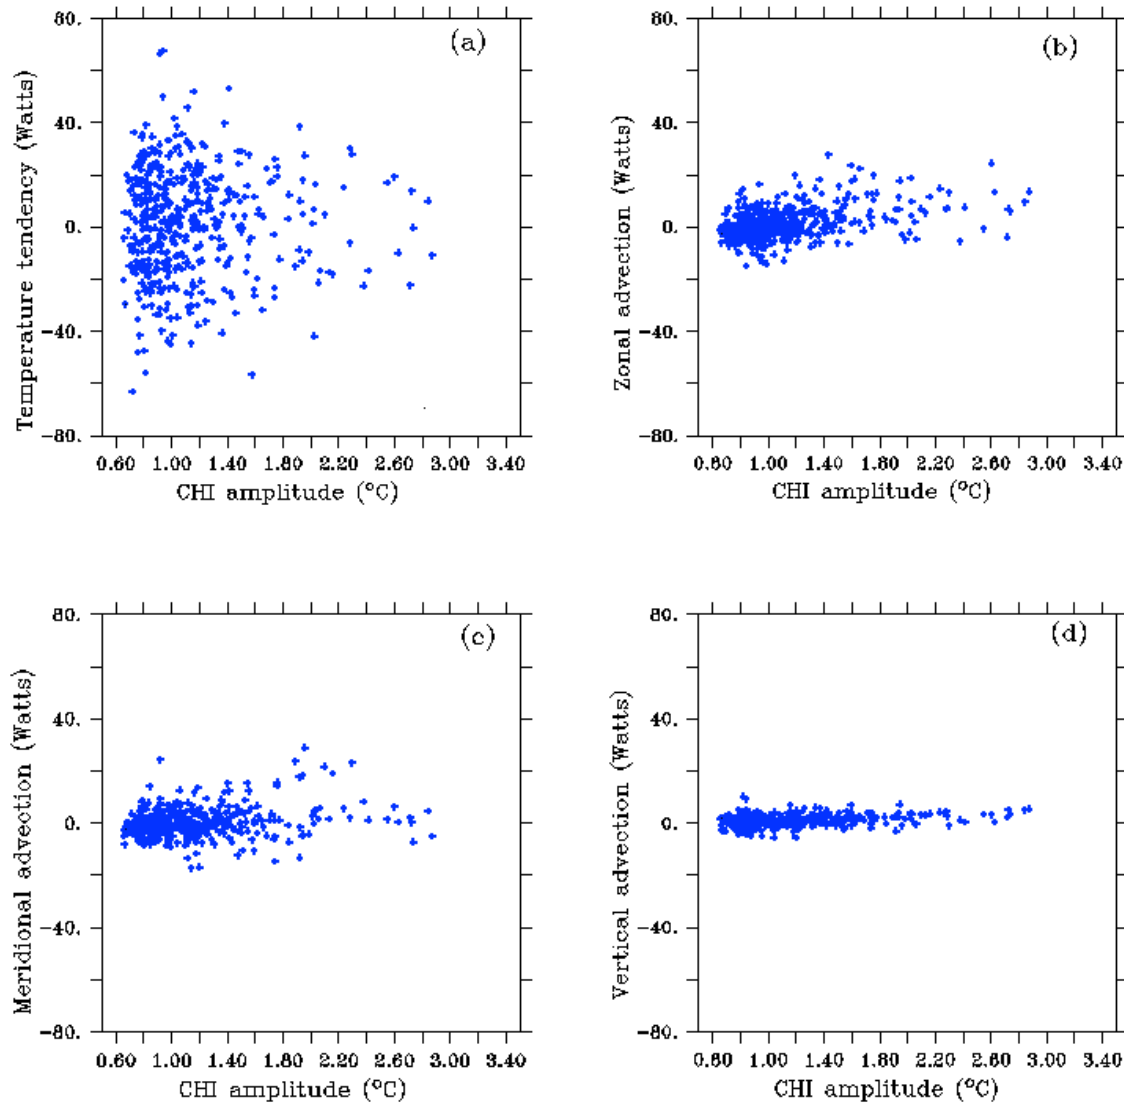 (a)
80.
40.
0.
-40.
-80.
Temperature tendency (Watts)
0.60 1.00 1.40 1.80 2.20 2.60 3.00 3.40
CHI amplitude (°C)
(b)
80.
40.
0.
-40.
-80.
Zonal advection (Watts)
0.60 1.00 1.40 1.80 2.20 2.60 3.00 3.40
CHI amplitude (°C)
(c)
80.
40.
0.
-40.
-80.
Meridional advection (Watts)
0.60 1.00 1.40 1.80 2.20 2.60 3.00 3.40
CHI amplitude (°C)
(d)
80.
40.
0.
-40.
-80.
Vertical advection (Watts)
0.60 1.00 1.40 1.80 2.20 2.60 3.00 3.40
CHI amplitude (°C)